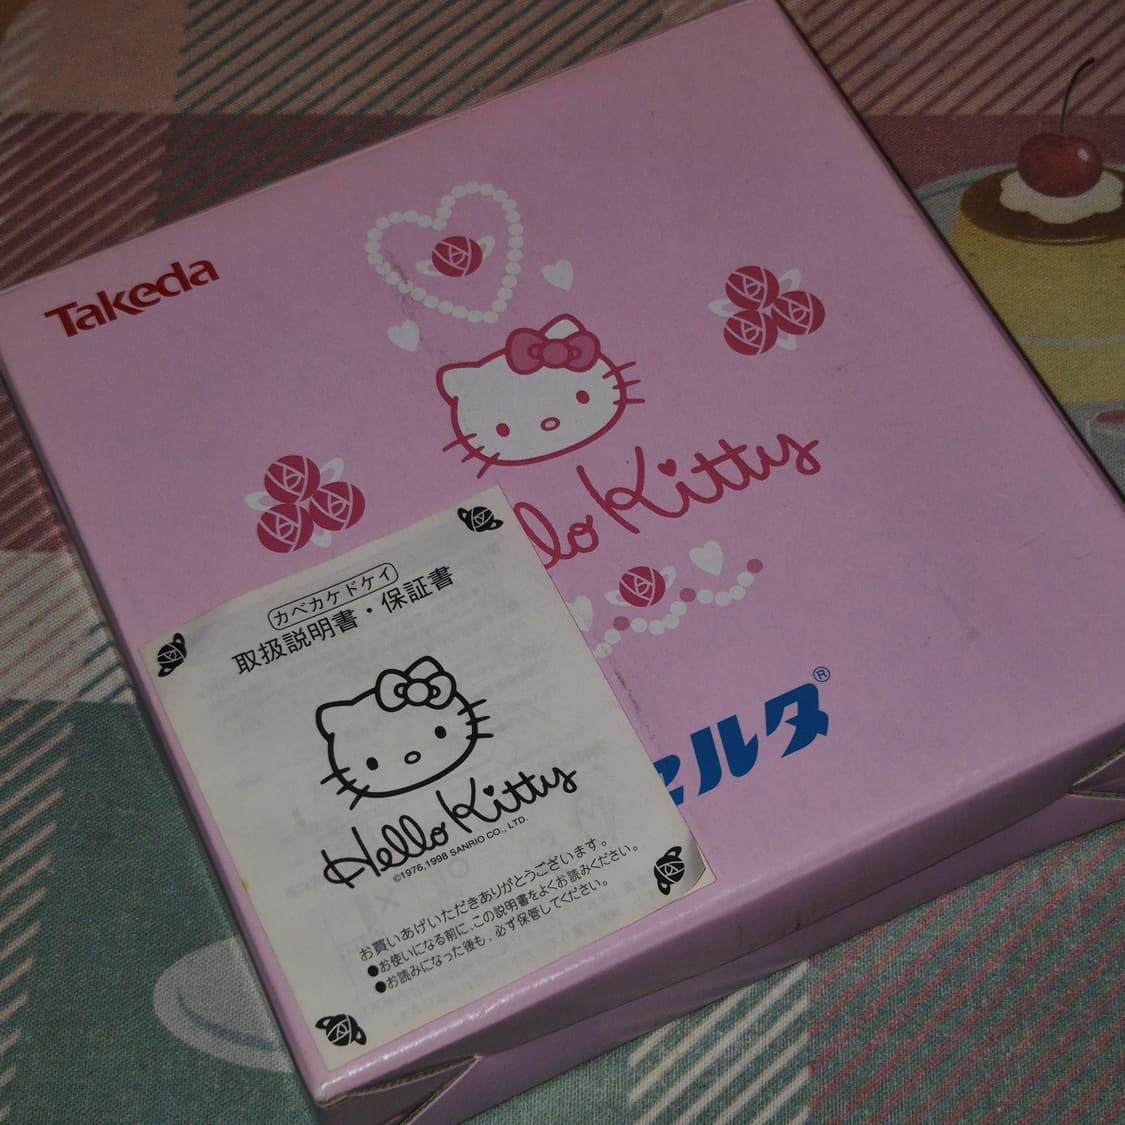 Takeda
Hello Kitty
カベカケドケイ
取扱説明書・保証書
Hello Kitty
©1976,1998 SANRIO CO., LTD.
お買いあげいただきありがとうございます。
●お使いになる前に、この説明書をよくお読みください。
●お読みになった後も、必ず保管してください。
セルタ®